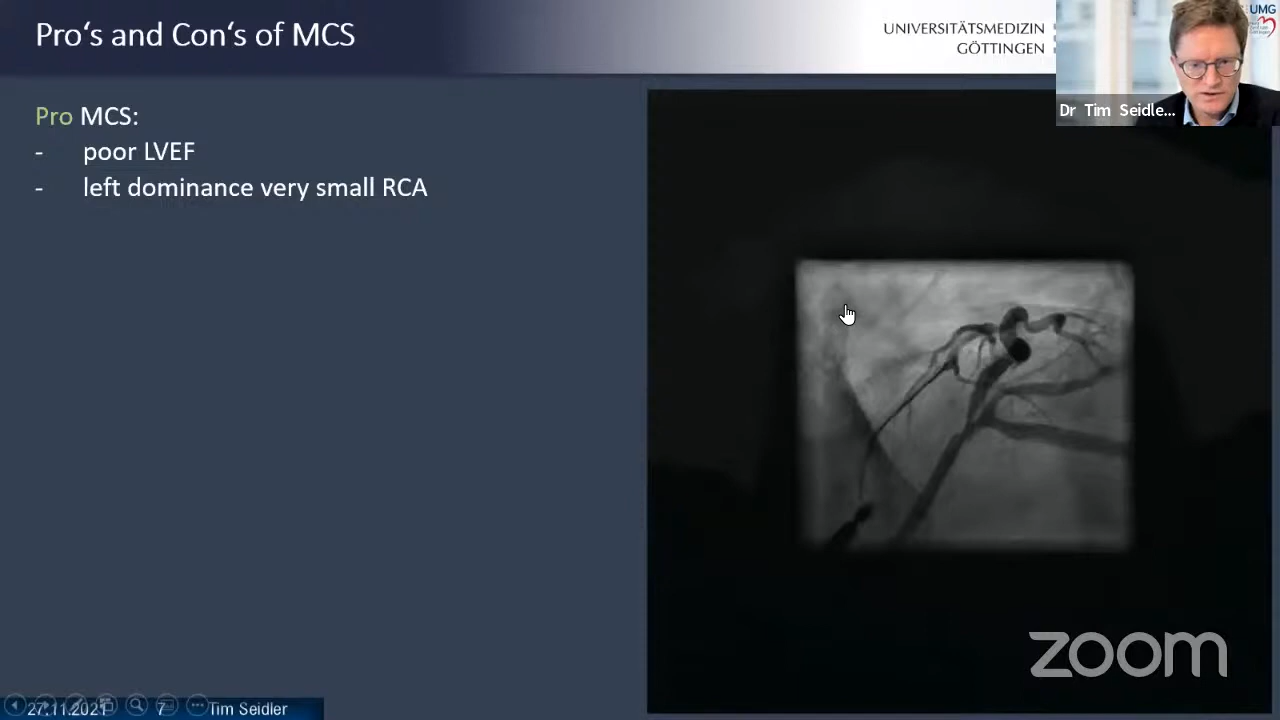 Pro‘s and Con‘s of MCS
UNIVERSITÄTSMEDIZIN
GÖTTINGEN
UMG
Dr Tim Seidle...
Pro MCS:
- poor LVEF
- left dominance very small RCA
zoom
27.11.2021
7
Tim Seidler